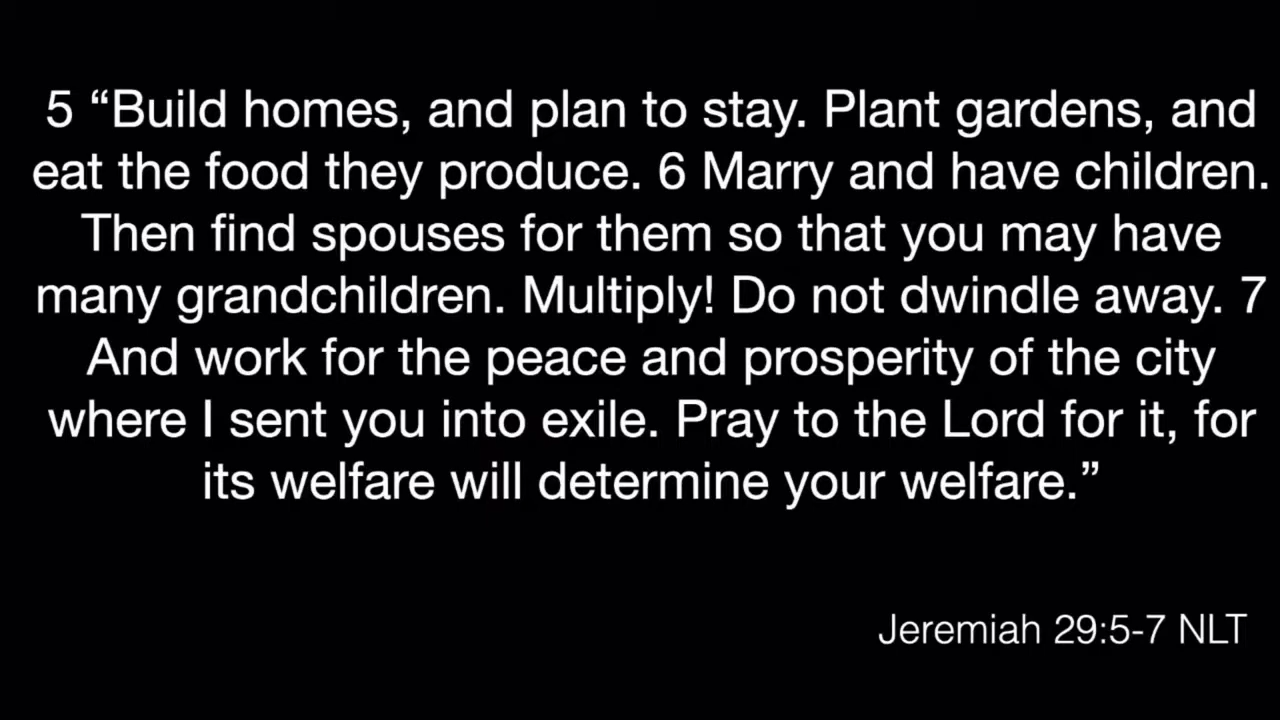 5 “Build homes, and plan to stay. Plant gardens, and
eat the food they produce. 6 Marry and have children.
Then find spouses for them so that you may have
many grandchildren. Multiply! Do not dwindle away. 7
And work for the peace and prosperity of the city
where I sent you into exile. Pray to the Lord for it, for
its welfare will determine your welfare.”
Jeremiah 29:5-7 NLT